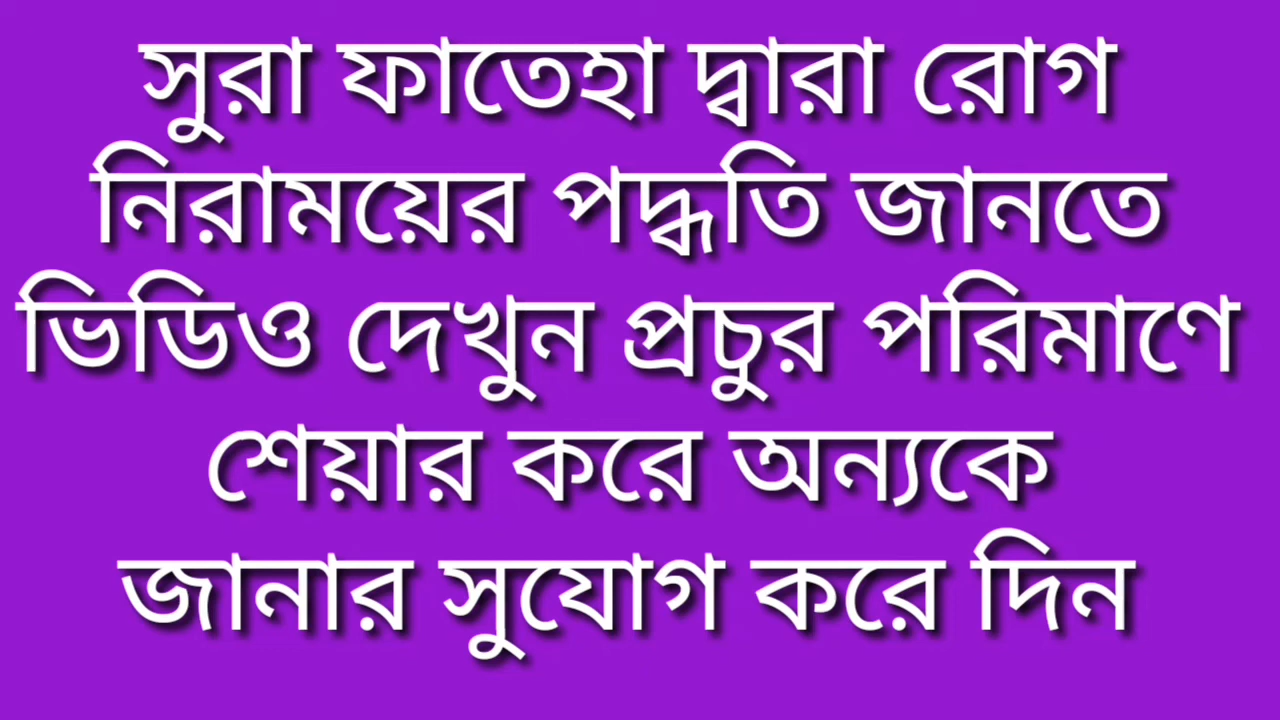 সুরা ফাতেহা দ্বারা রোগ
নিরাময়ের পদ্ধতি জানতে
ভিডিও দেখুন প্রচুর পরিমাণে
শেয়ার করে অন্যকে
জানার সুযোগ করে দিন